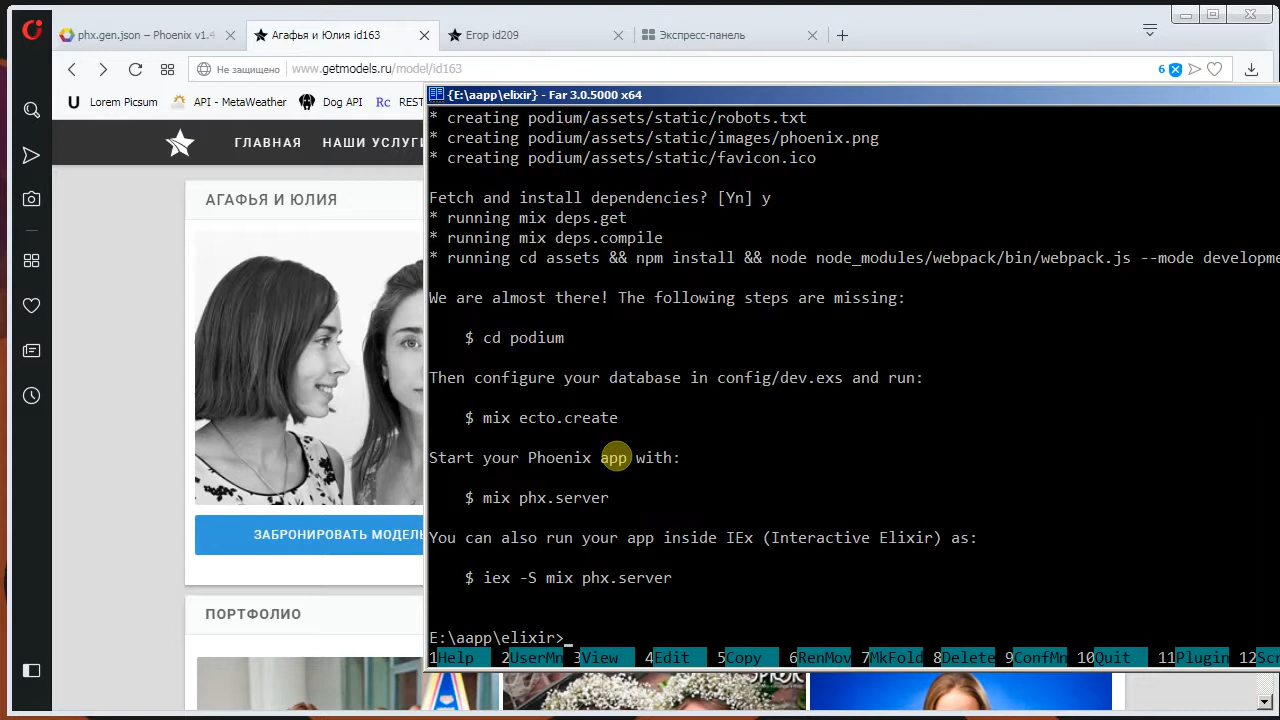 phx.gen.json – Phoenix v1.4
Агафья и Юлия id163
Егор id209
Экспресс-панель
Не защищено
www.getmodels.ru/model/id163
6
U Lorem Picsum
API - MetaWeather
Dog API
Rc REST
ГЛАВНАЯ
НАШИ УСЛУГИ
АГАФЬЯ И ЮЛИЯ
ЗАБРОНИРОВАТЬ МОДЕЛЬ
ПОРТФОЛИО
{E:\aapp\elixir} - Far 3.0.5000 x64
* creating podium/assets/static/robots.txt
* creating podium/assets/static/images/phoenix.png
* creating podium/assets/static/favicon.ico
Fetch and install dependencies? [Yn] y
* running mix deps.get
* running mix deps.compile
* running cd assets && npm install && node node_modules/webpack/bin/webpack.js --mode developme
We are almost there! The following steps are missing:
$ cd podium
Then configure your database in config/dev.exs and run:
$ mix ecto.create
Start your Phoenix app with:
$ mix phx.server
You can also run your app inside IEx (Interactive Elixir) as:
$ iex -S mix phx.server
E:\aapp\elixir>_
1Help 2UserMn 3View 4Edit 5Copy 6RenMov 7MkFold 8Delete 9ConfMn 10Quit 11Plugin 12Scr